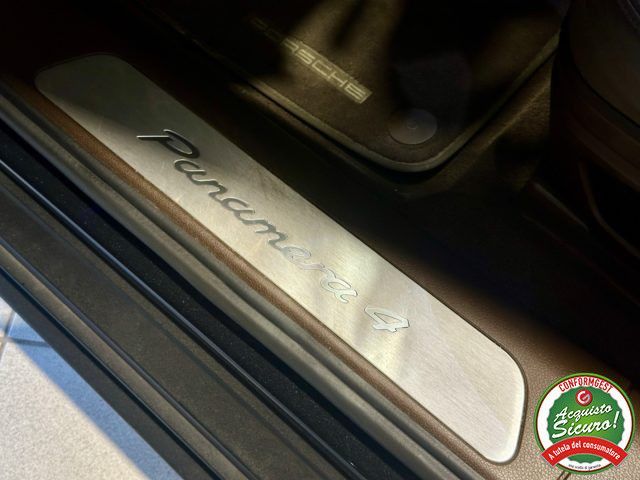 PORSCHE
Panamera 4
CONFORMGEST
Acquisto
Sicuro!
A tutela del consumatore